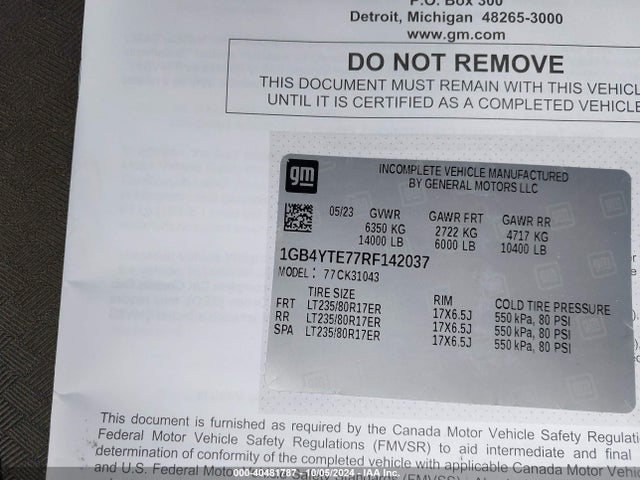 P.O. Box 300
Detroit, Michigan 48265-3000
www.gm.com
DO NOT REMOVE
THIS DOCUMENT MUST REMAIN WITH THIS VEHICL
UNTIL IT IS CERTIFIED AS A COMPLETED VEHICLE
gm
INCOMPLETE VEHICLE MANUFACTURED
BY GENERAL MOTORS LLC
05/23 GVWR GAWR FRT GAWR RR
6350 KG 2722 KG 4717 KG
14000 LB 6000 LB 10400 LB
1GB4YTE77RF142037
MODEL: 77CK31043
TIRE SIZE RIM COLD TIRE PRESSURE
FRT LT235/80R17ER 17X6.5J 550 kPa, 80 PSI
RR LT235/80R17ER 17X6.5J 550 kPa, 80 PSI
SPA LT235/80R17ER 17X6.5J 550 kPa, 80 PSI
This document is furnished as required by the Canada Motor Vehicle Safety Regulati
Federal Motor Vehicle Safety Regulations (FMVSR) to aid intermediate and final
determination of conformity of the completed vehicle with applicable Canada Motor Vehic
and U.S. Federal Moto
000-40481787 - 10/05/2024 - IAA Inc.